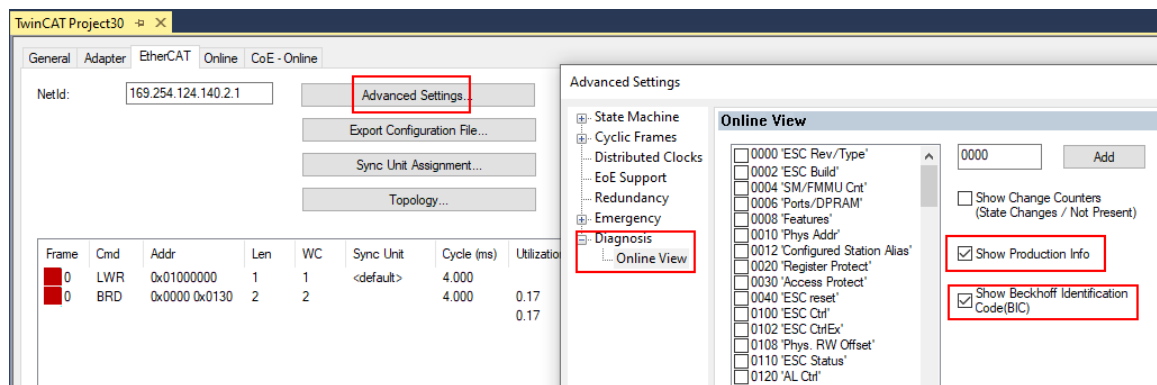 TwinCAT Project30
General Adapter EtherCAT Online CoE - Online
NetId: 169.254.124.140.2.1
Advanced Settings...
Export Configuration File...
Sync Unit Assignment...
Topology...
Frame Cmd Addr Len WC Sync Unit Cycle (ms) Utilizatio
0 LWR 0x01000000 1 1 <default> 4.000
0 BRD 0x0000 0x0130 2 2 4.000 0.17
0.17
Advanced Settings
State Machine
Cyclic Frames
Distributed Clocks
EoE Support
Redundancy
Emergency
Diagnosis
Online View
Online View
0000 'ESC Rev/Type'
0002 'ESC Build'
0004 'SM/FMMU Cnt'
0006 'Ports/DPRAM'
0008 'Features'
0010 'Phys Addr'
0012 'Configured Station Alias'
0020 'Register Protect'
0030 'Access Protect'
0040 'ESC reset'
0100 'ESC Ctrl'
0102 'ESC CtrlEx'
0108 'Phys. RW Offset'
0110 'ESC Status'
0120 'AL Ctrl'
0000 Add
Show Change Counters
(State Changes / Not Present)
Show Production Info
Show Beckhoff Identification
Code(BIC)